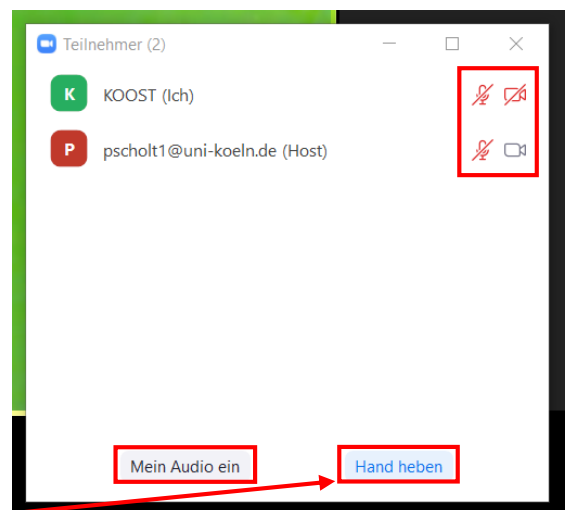 Teilnehmer (2)
K KOOST (Ich)
P pscholt1@uni-koeln.de (Host)
Mein Audio ein Hand heben